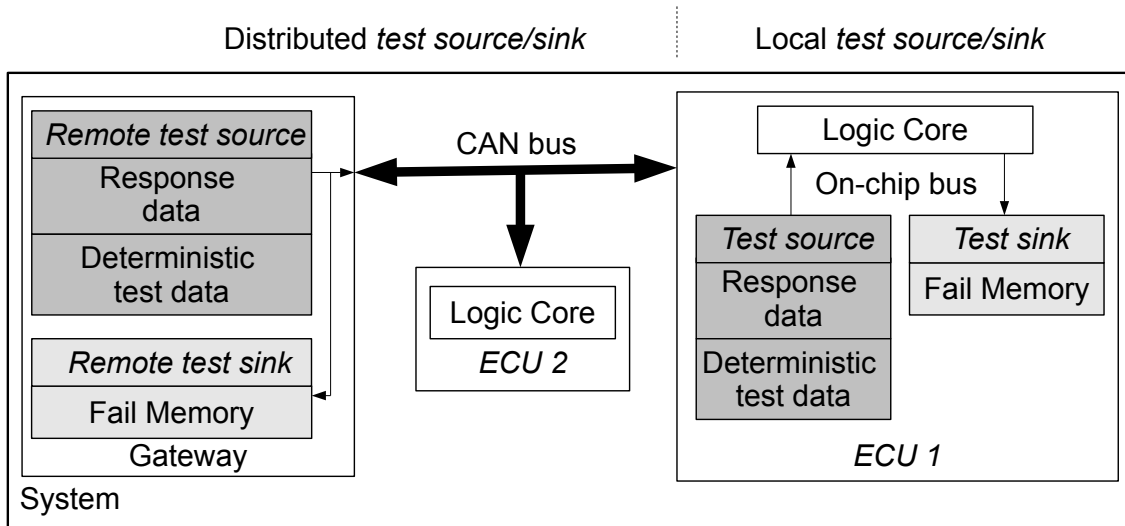 Distributed test source/sink
Local test source/sink
Remote test source
Response
data
Deterministic
test data
Remote test sink
Fail Memory
Gateway
System
CAN bus
Logic Core
ECU 2
Logic Core
On-chip bus
Test source
Response
data
Deterministic
test data
Test sink
Fail Memory
ECU 1